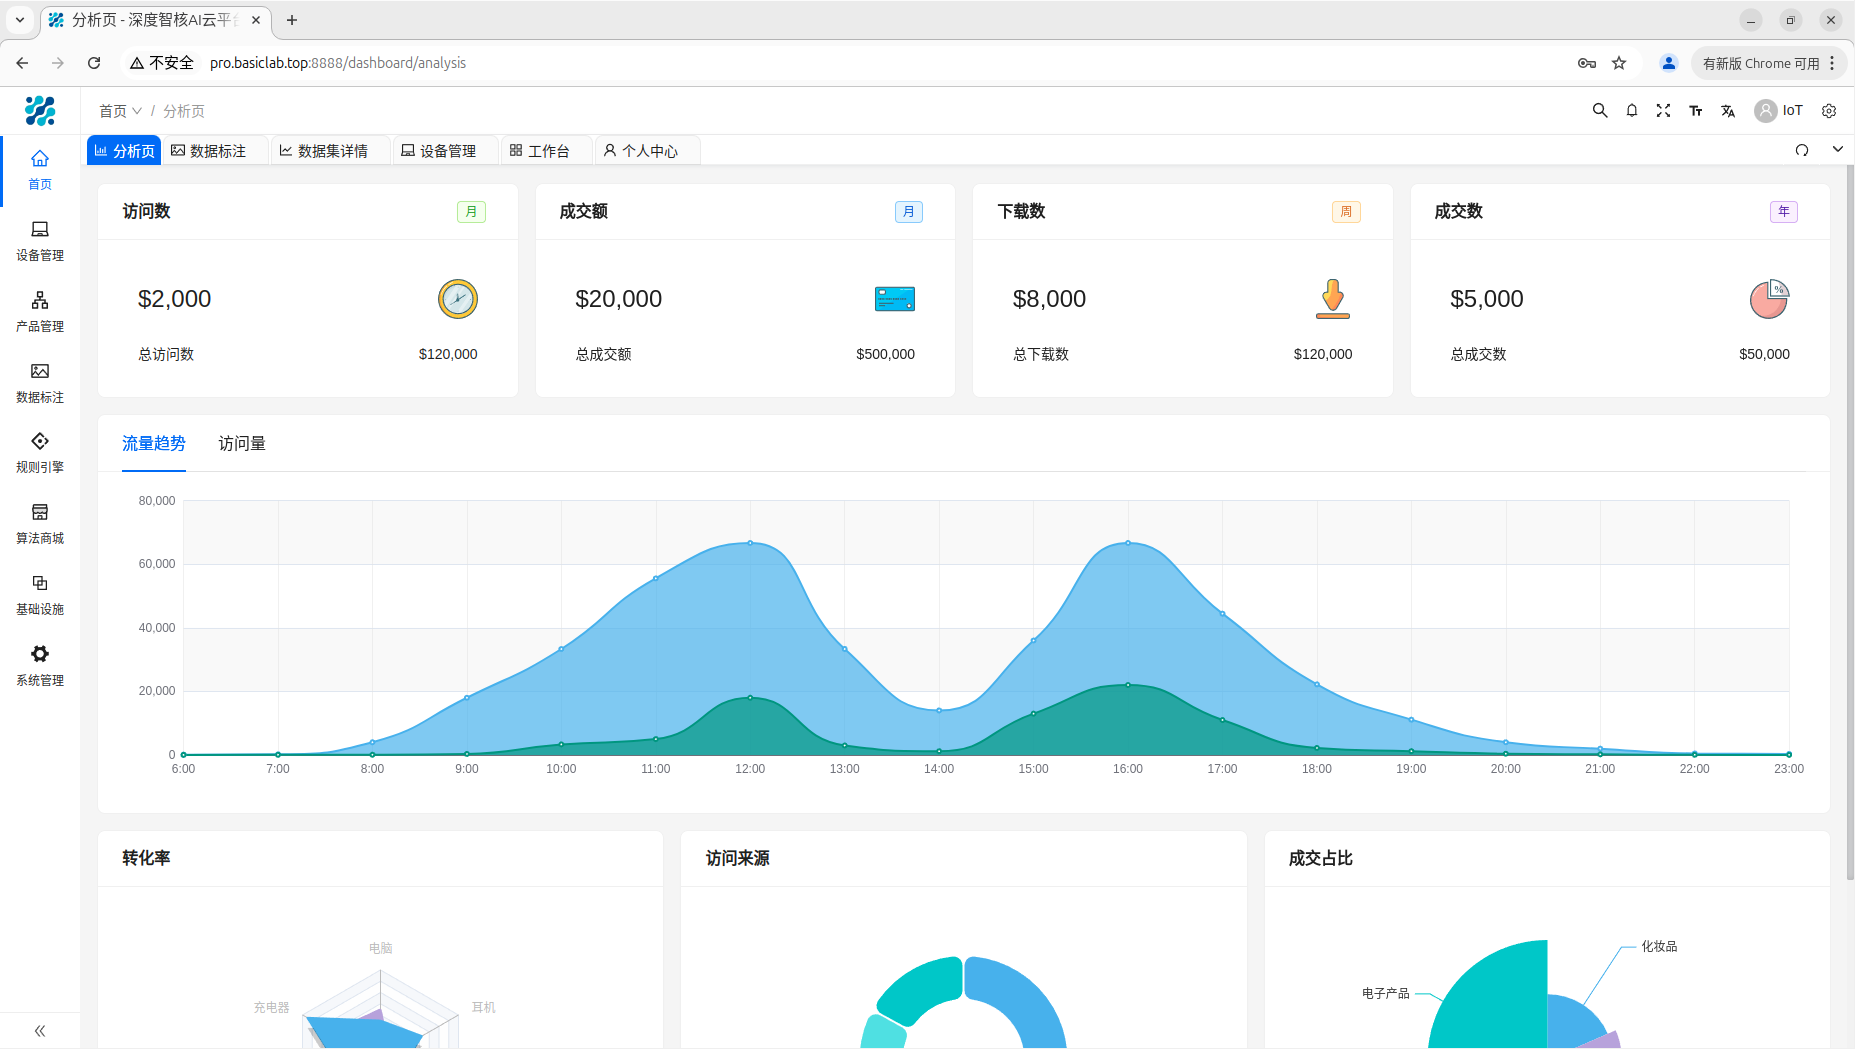 分析页 - 深度智核AI云平
不安全 pro.basiclab.top:8888/dashboard/analysis
有新版 Chrome 可用
首页 / 分析页
IoT
分析页 数据标注 数据集详情 设备管理 工作台 个人中心
首页
设备管理
产品管理
数据标注
规则引擎
算法商城
基础设施
系统管理
访问数 月
$2,000
总访问数 $120,000
成交额 月
$20,000
总成交额 $500,000
下载数 周
$8,000
总下载数 $120,000
成交数 年
$5,000
%
总成交数 $50,000
流量趋势 访问量
80,000
60,000
40,000
20,000
0
6:00 7:00 8:00 9:00 10:00 11:00 12:00 13:00 14:00 15:00 16:00 17:00 18:00 19:00 20:00 21:00 22:00 23:00
转化率
电脑
充电器 耳机
访问来源
成交占比
化妆品
电子产品